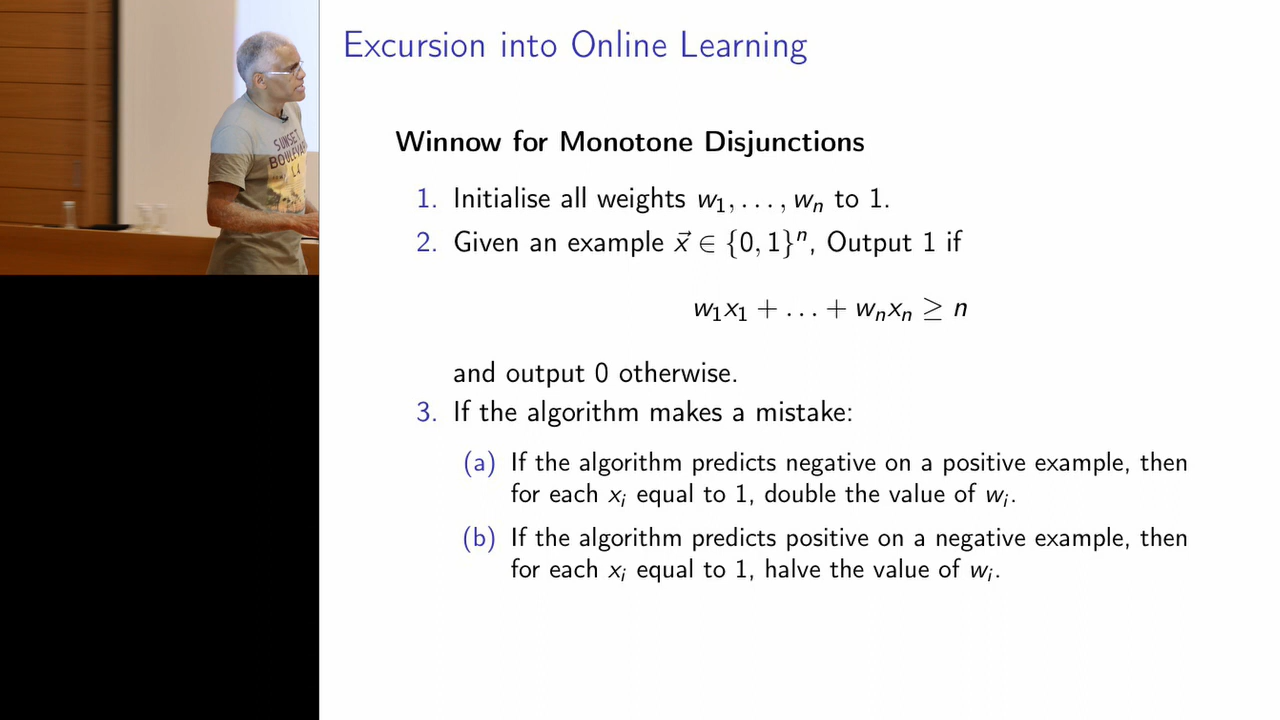 SUNSET
BOULEVA
LA
Excursion into Online Learning
Winnow for Monotone Disjunctions
1. Initialise all weights w₁, . . . , wₙ to 1.
2. Given an example x⃗ ∈ {0, 1}ⁿ, Output 1 if
w₁x₁ + . . . + wₙxₙ ≥ n
and output 0 otherwise.
3. If the algorithm makes a mistake:
(a) If the algorithm predicts negative on a positive example, then
for each xᵢ equal to 1, double the value of wᵢ.
(b) If the algorithm predicts positive on a negative example, then
for each xᵢ equal to 1, halve the value of wᵢ.